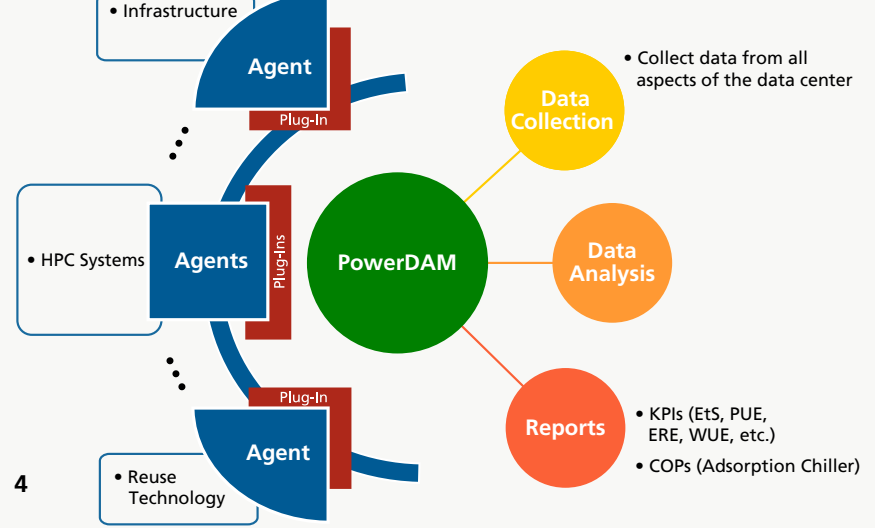 • Infrastructure
Agent
Plug-In
• HPC Systems
Agents
Plug-Ins
Plug-In
Agent
• Reuse
Technology
PowerDAM
Data
Collection
• Collect data from all
aspects of the data center
Data
Analysis
Reports
• KPIs (EtS, PUE,
ERE, WUE, etc.)
• COPs (Adsorption Chiller)
4